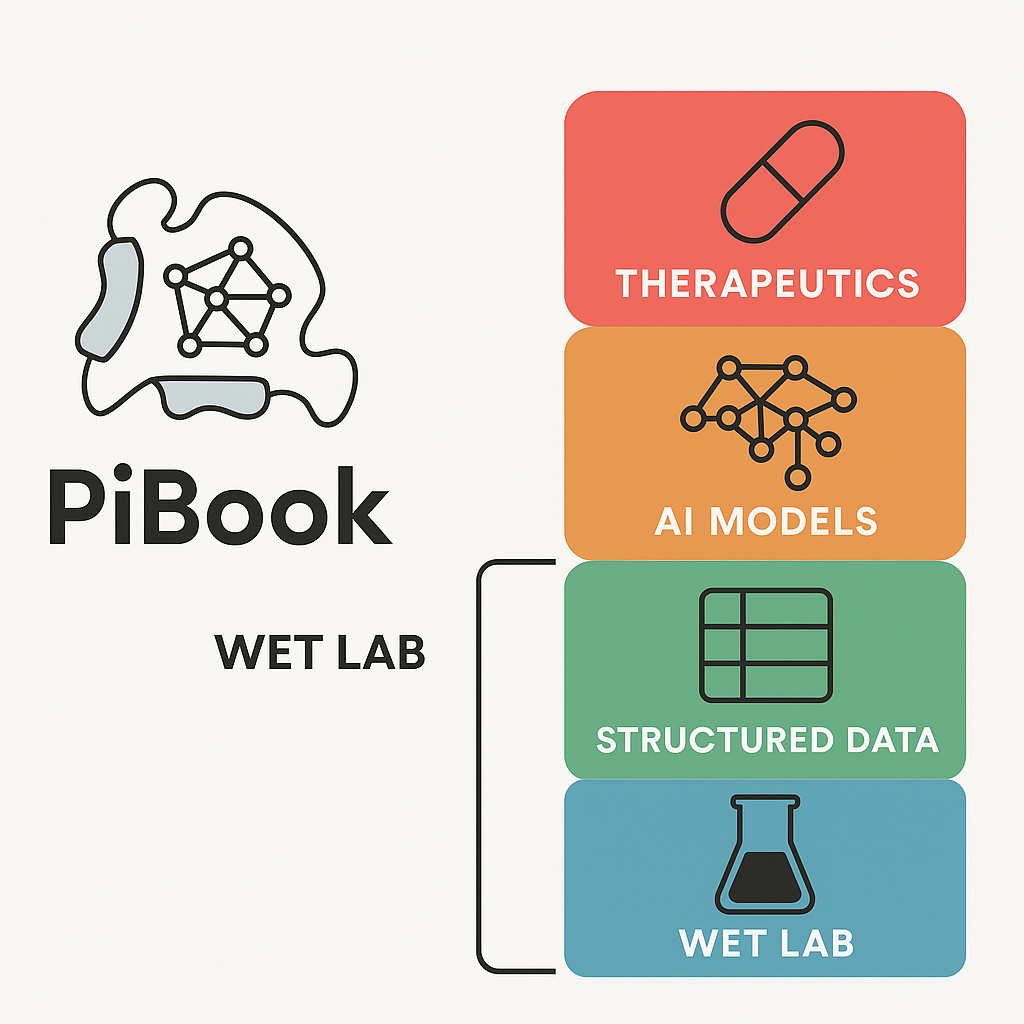 PiBook
WET LAB
THERAPEUTICS
AI MODELS
STRUCTURED DATA
WET LAB